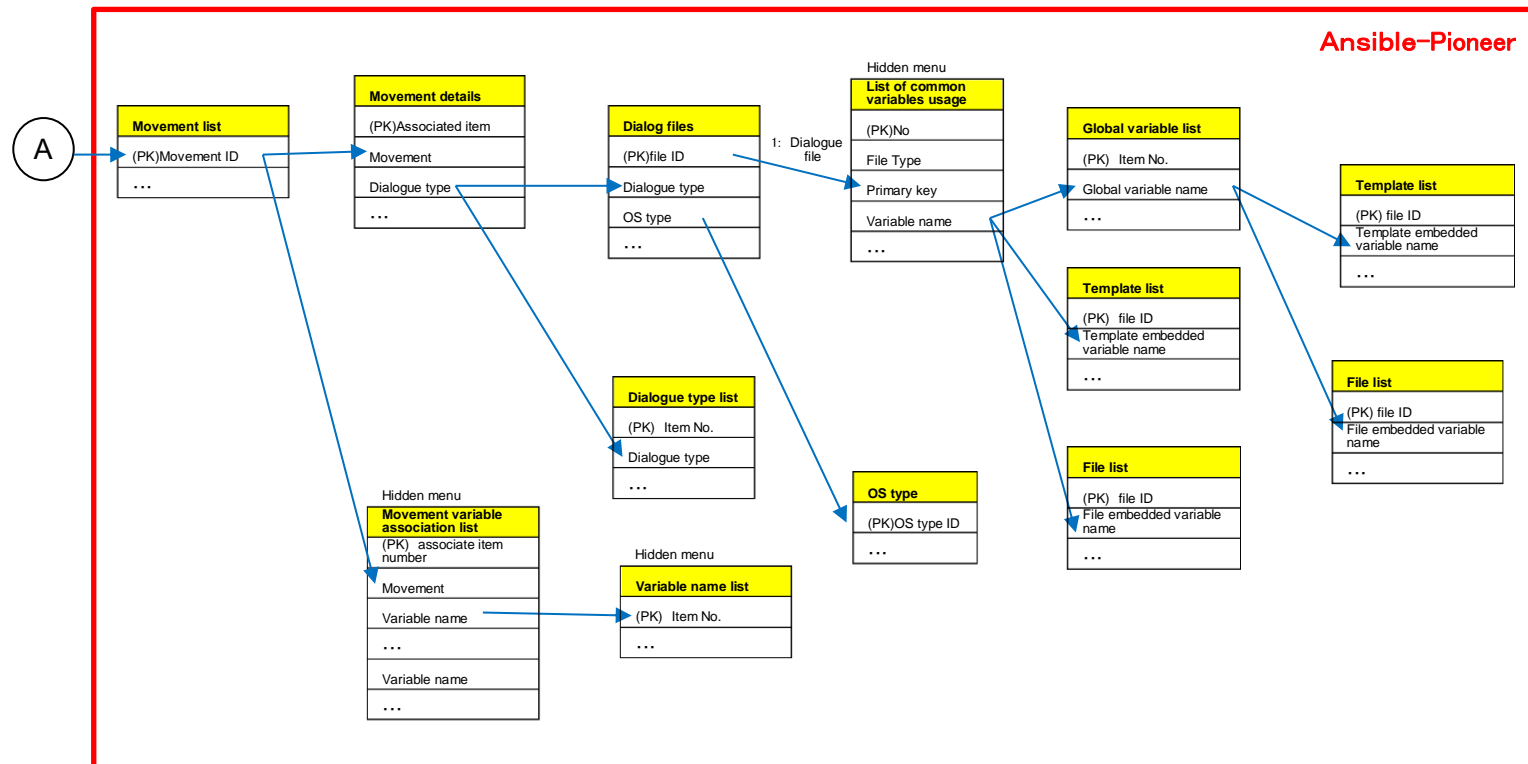 Ansible-Pioneer
A
Movement list
(PK)Movement ID
...
Movement details
(PK)Associated item
Movement
Dialogue type
...
Dialog files
(PK)file ID
Dialogue type
OS type
...
1: Dialogue
file
Hidden menu
List of common
variables usage
(PK)No
File Type
Primary key
Variable name
...
Global variable list
(PK) Item No.
Global variable name
...
Template list
(PK) file ID
Template embedded
variable name
...
Template list
(PK) file ID
Template embedded
variable name
...
File list
(PK) file ID
File embedded variable
name
...
Dialogue type list
(PK) Item No.
Dialogue type
...
File list
(PK) file ID
File embedded variable
name
...
OS type
(PK)OS type ID
...
Hidden menu
Movement variable
association list
(PK) associate item
number
Movement
Variable name
...
Variable name
...
Hidden menu
Variable name list
(PK) Item No.
...